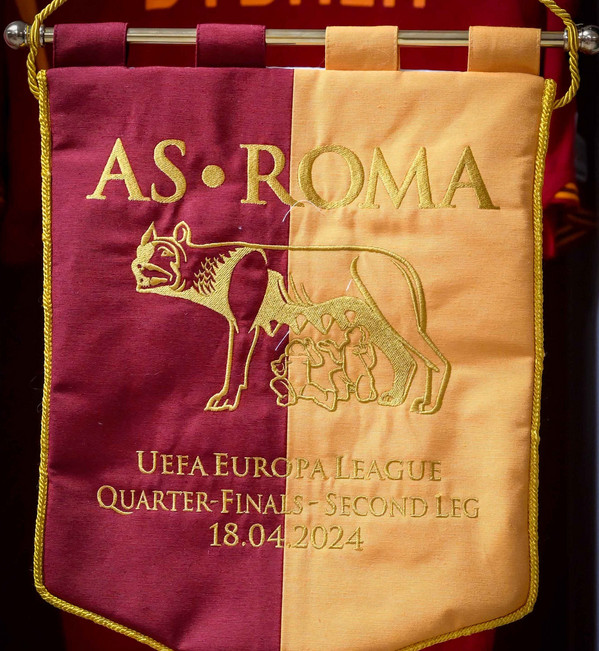 AS•ROMA
UEFA EUROPA LEAGUE
QUARTER-FINALS - SECOND LEG
18.04.2024